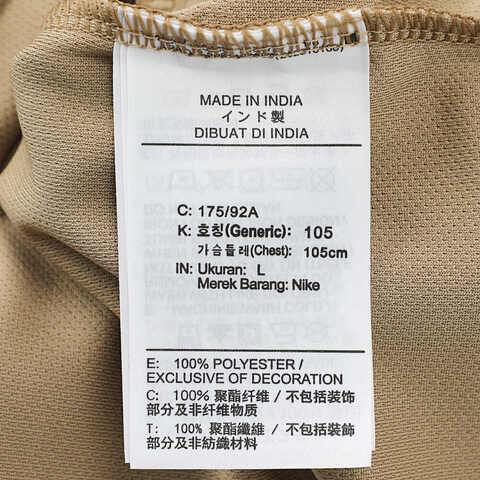 MADE IN INDIA
インド製
DIBUAT DI INDIA
C: 175/92A
K: 호칭(Generic): 105
가슴둘레(Chest): 105cm
IN: Ukuran: L
Merek Barang: Nike
E: 100% POLYESTER /
EXCLUSIVE OF DECORATION
C: 100% 聚酯纤维 / 不包括装饰
部分及非纤维物质
T: 100% 聚酯纖維 / 不包括裝飾
部分及非紡織材料